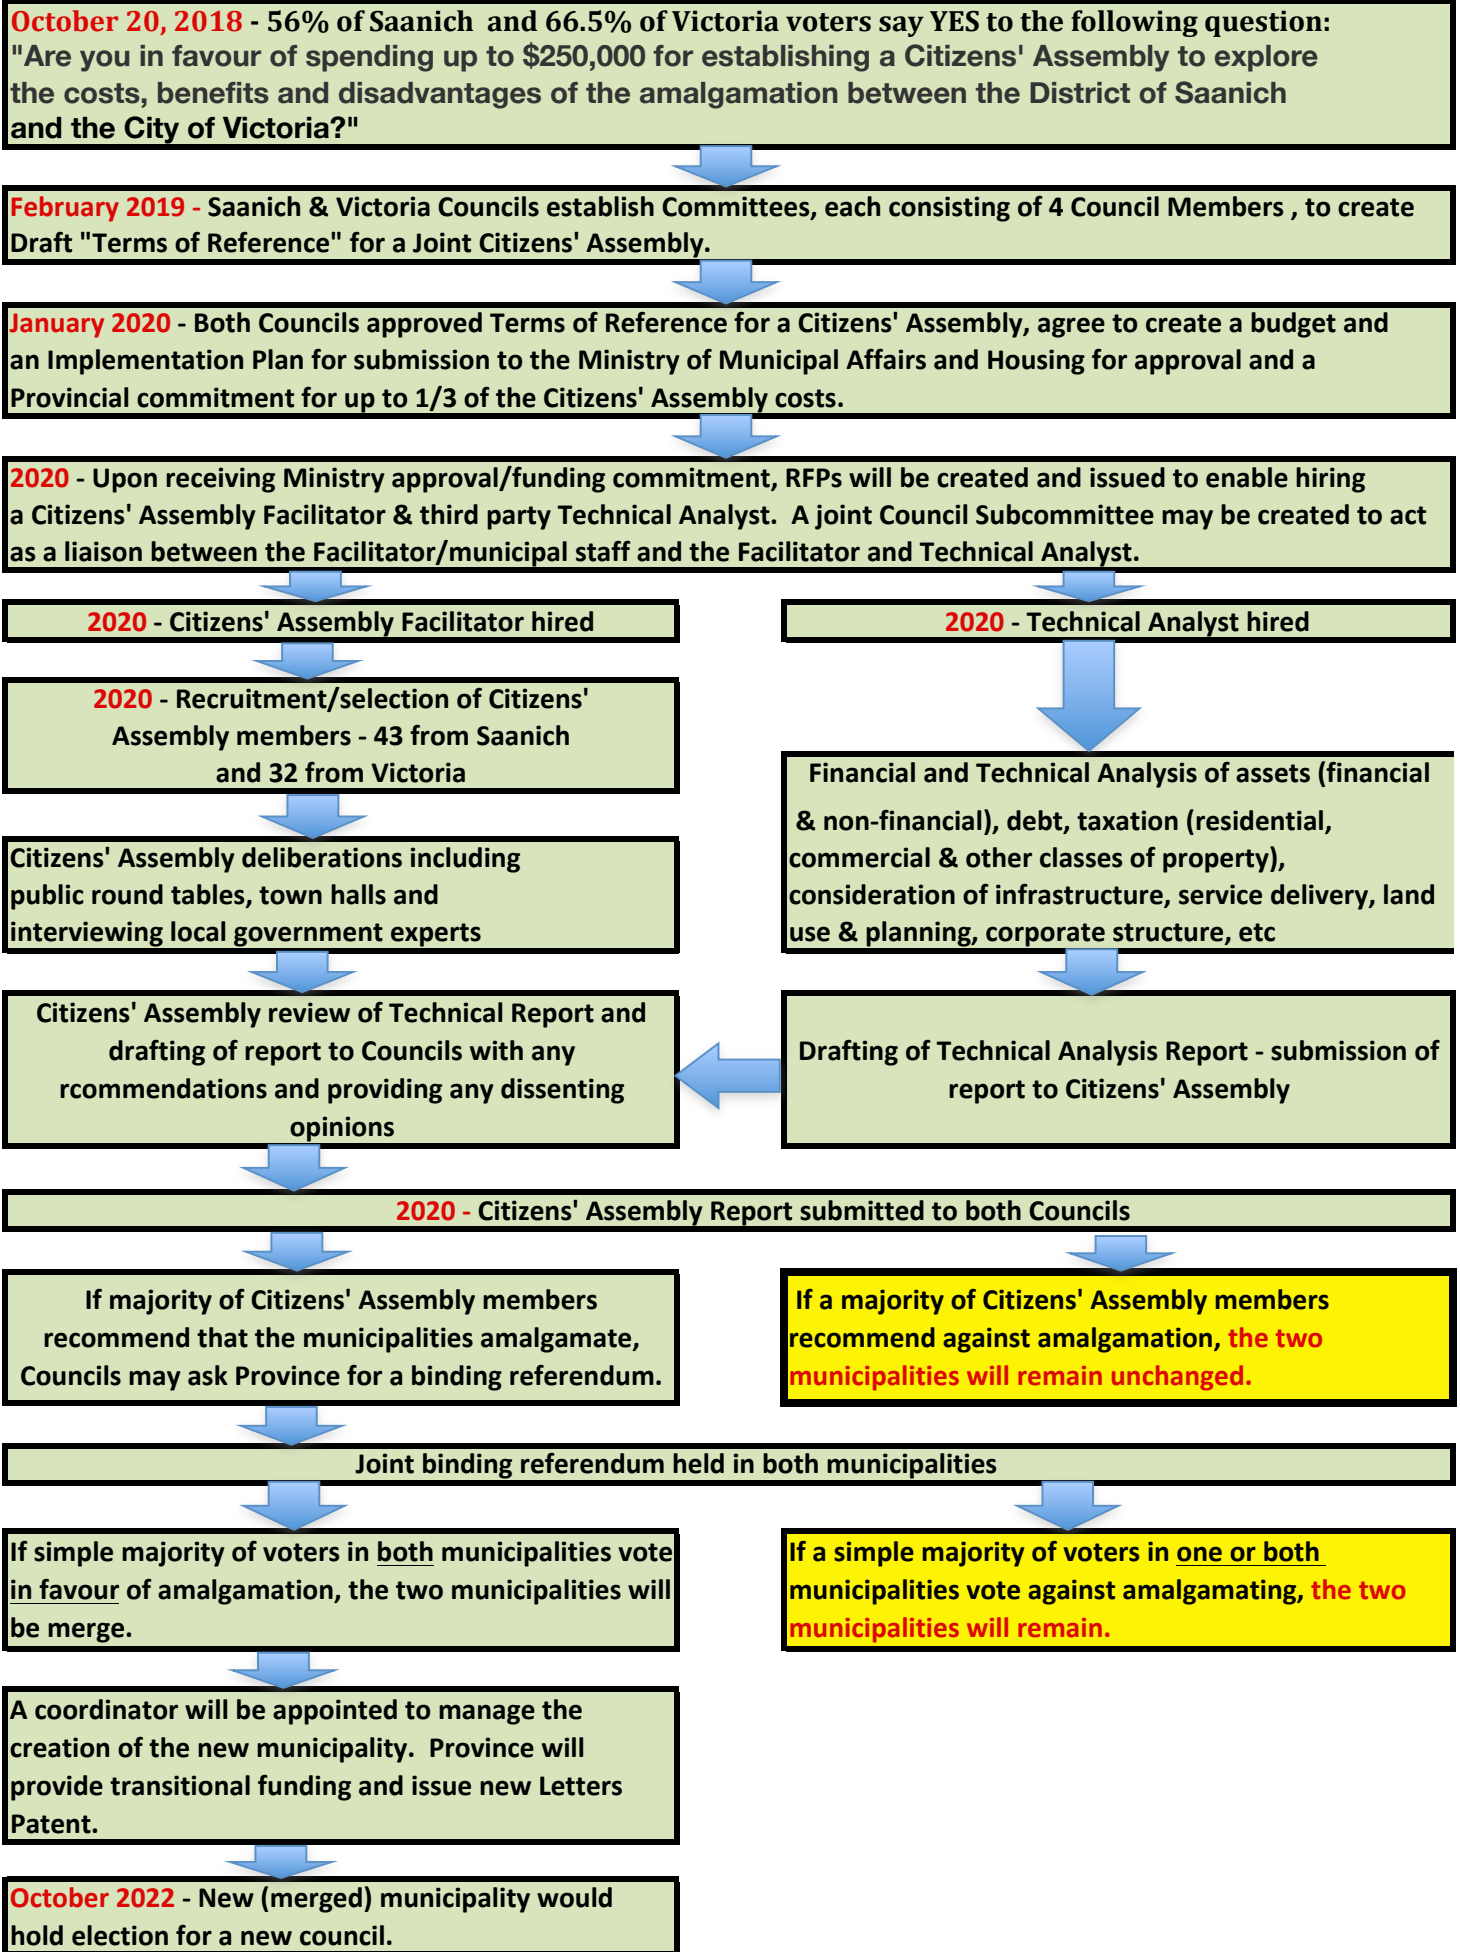 October 20, 2018 - 56% of Saanich and 66.5% of Victoria voters say YES to the following question:
"Are you in favour of spending up to $250,000 for establishing a Citizens' Assembly to explore
the costs, benefits and disadvantages of the amalgamation between the District of Saanich
and the City of Victoria?"
February 2019 - Saanich & Victoria Councils establish Committees, each consisting of 4 Council Members , to create
Draft "Terms of Reference" for a Joint Citizens' Assembly.
January 2020 - Both Councils approved Terms of Reference for a Citizens' Assembly, agree to create a budget and
an Implementation Plan for submission to the Ministry of Municipal Affairs and Housing for approval and a
Provincial commitment for up to 1/3 of the Citizens' Assembly costs.
2020 - Upon receiving Ministry approval/funding commitment, RFPs will be created and issued to enable hiring
a Citizens' Assembly Facilitator & third party Technical Analyst. A joint Council Subcommittee may be created to act
as a liaison between the Facilitator/municipal staff and the Facilitator and Technical Analyst.
2020 - Citizens' Assembly Facilitator hired
2020 - Technical Analyst hired
2020 - Recruitment/selection of Citizens'
Assembly members - 43 from Saanich
and 32 from Victoria
Financial and Technical Analysis of assets (financial
& non-financial), debt, taxation (residential,
commercial & other classes of property),
consideration of infrastructure, service delivery, land
use & planning, corporate structure, etc
Citizens' Assembly deliberations including
public round tables, town halls and
interviewing local government experts
Citizens' Assembly review of Technical Report and
drafting of report to Councils with any
rcommendations and providing any dissenting
opinions
Drafting of Technical Analysis Report - submission of
report to Citizens' Assembly
2020 - Citizens' Assembly Report submitted to both Councils
If majority of Citizens' Assembly members
recommend that the municipalities amalgamate,
Councils may ask Province for a binding referendum.
If a majority of Citizens' Assembly members
recommend against amalgamation, the two
municipalities will remain unchanged.
Joint binding referendum held in both municipalities
If simple majority of voters in both municipalities vote
in favour of amalgamation, the two municipalities will
be merge.
If a simple majority of voters in one or both
municipalities vote against amalgamating, the two
municipalities will remain.
A coordinator will be appointed to manage the
creation of the new municipality. Province will
provide transitional funding and issue new Letters
Patent.
October 2022 - New (merged) municipality would
hold election for a new council.